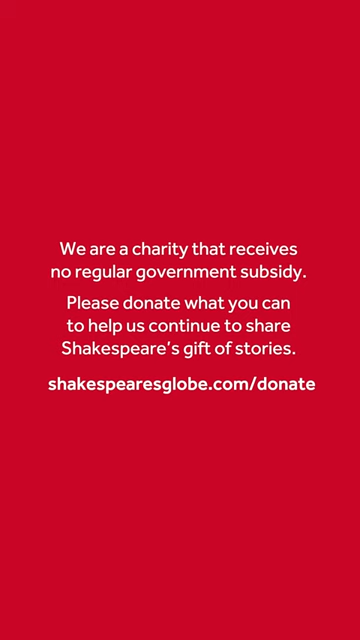 We are a charity that receives
no regular government subsidy.
Please donate what you can
to help us continue to share
Shakespeare’s gift of stories.
shakespearesglobe.com/donate